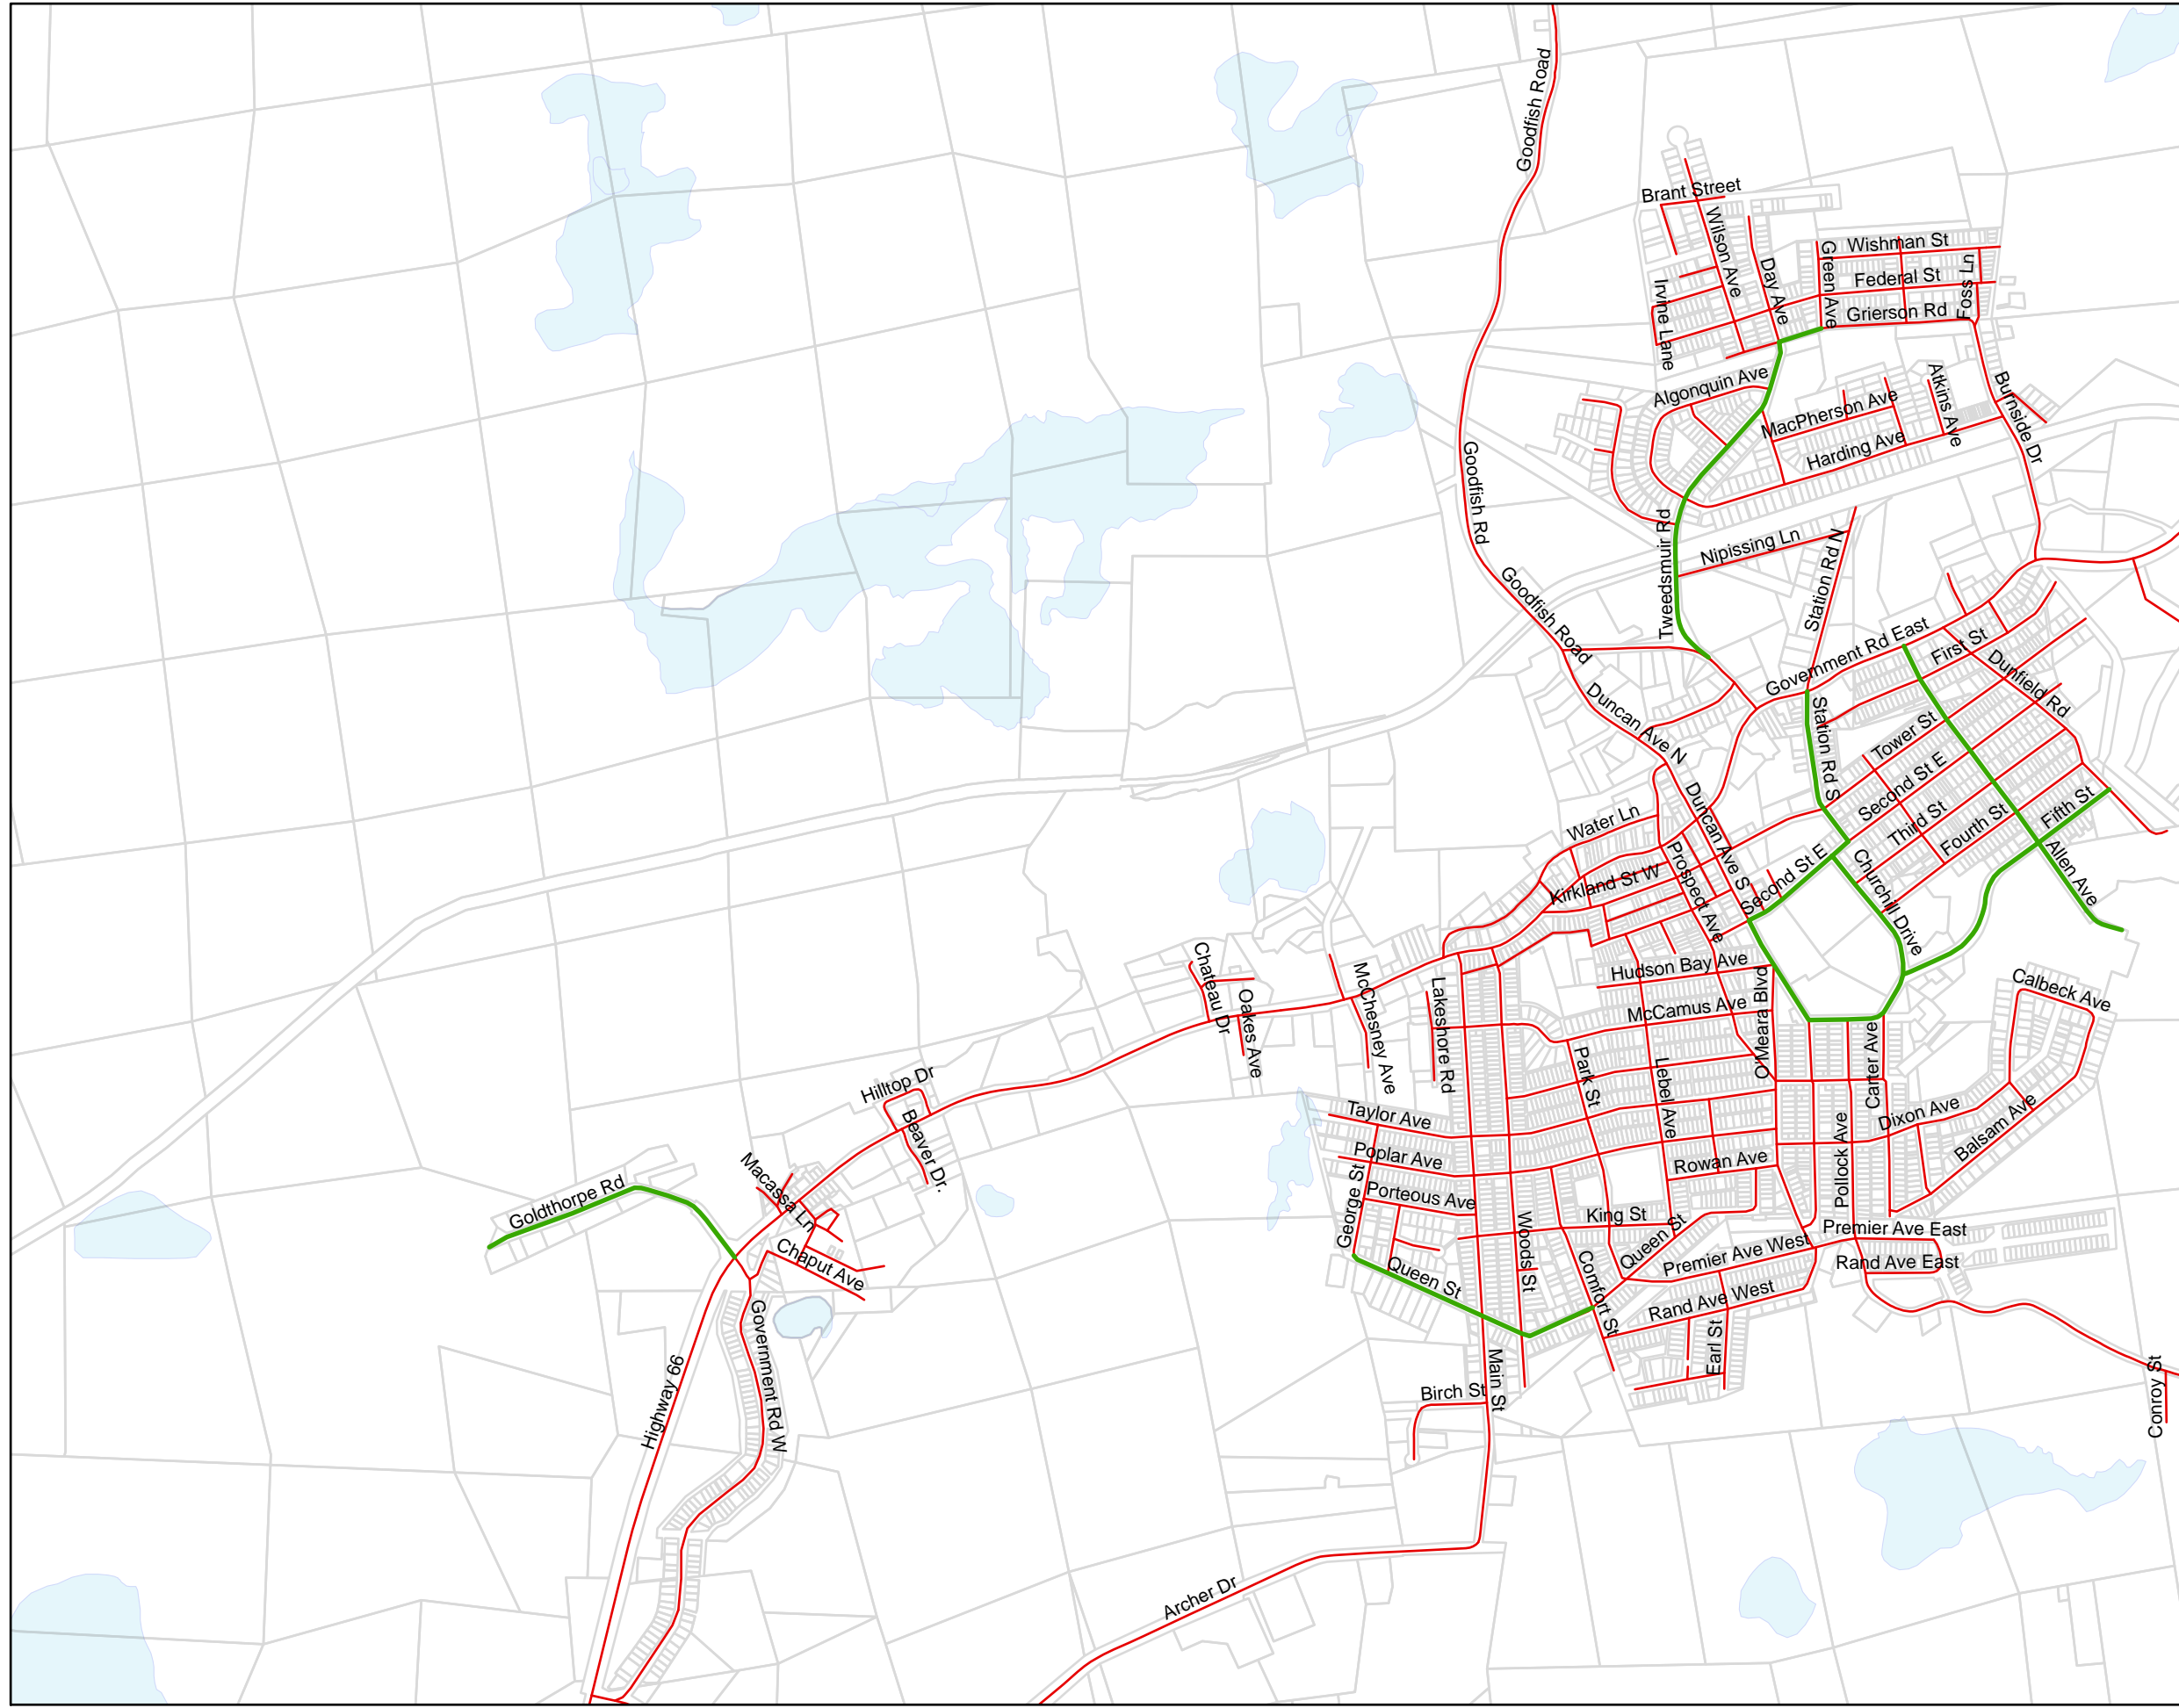 Goodfish Road
Brant Street
Wilson Ave
Day Ave
Green Ave
Wishman St
Federal St
Foss Ln
Grierson Rd
Irvine Lane
Algonquin Ave
MacPherson Ave
Atkins Ave
Burnside Dr
Harding Ave
Goodfish Rd
Tweedsmuir Rd
Nipissing Ln
Station Rd N
Goodfish Road
Government Rd East
First St
Dunfield Rd
Duncan Ave N
Station Rd S
Tower St
Second St E
Third St
Fourth St
Fifth St
Allen Ave
Water Ln
Duncan Ave S
Kirkland St W
Prospect Ave
Second St E
Churchill Drive
Chateau Dr
Oakes Ave
McChesney Ave
Lakeshore Rd
Hudson Bay Ave
McCamus Ave
O'Meara Blvd
Calbeck Ave
Hilltop Dr
Beaver Dr.
Park St
Lebel Ave
Carter Ave
Taylor Ave
Dixon Ave
Balsam Ave
Poplar Ave
Rowan Ave
Pollock Ave
Macassa Ln
Goldthorpe Rd
George St
Porteous Ave
King St
Queen St
Woods St
Premier Ave West
Premier Ave East
Rand Ave East
Chaput Ave
Queen St
Comfort St
Rand Ave West
Earl St
Government Rd W
Highway 66
Main St
Birch St
Conroy St
Archer Dr